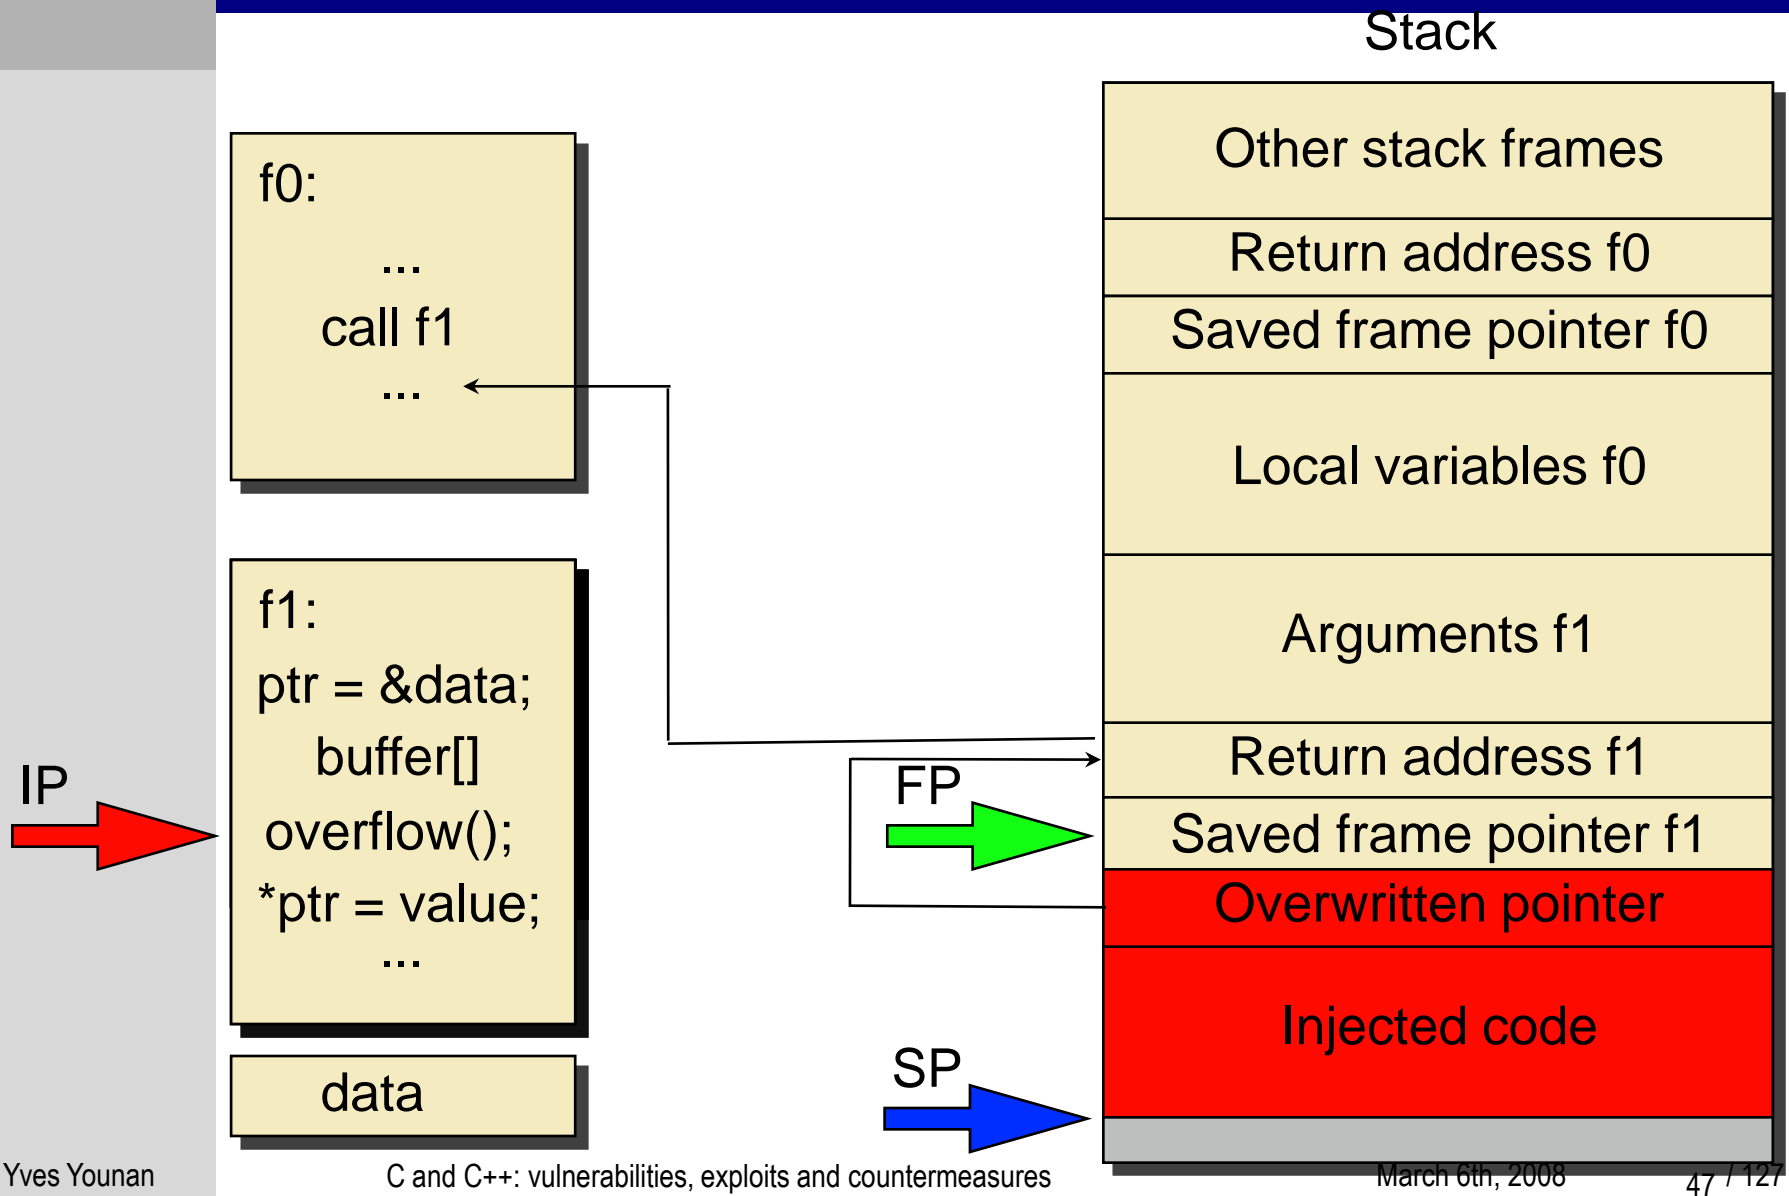 Stack
f0:
...
call f1
...
f1:
ptr = &data;
buffer[]
overflow();
*ptr = value;
...
data
IP
FP
SP
Other stack frames
Return address f0
Saved frame pointer f0
Local variables f0
Arguments f1
Return address f1
Saved frame pointer f1
Overwritten pointer
Injected code
Yves Younan
C and C++: vulnerabilities, exploits and countermeasures
March 6th, 2008
47 / 127